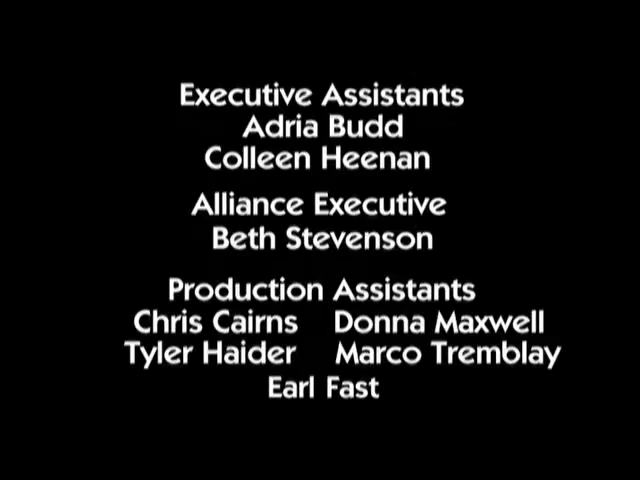 Executive Assistants
Adria Budd
Colleen Heenan
Alliance Executive
Beth Stevenson
Production Assistants
Chris Cairns Donna Maxwell
Tyler Haider Marco Tremblay
Earl Fast